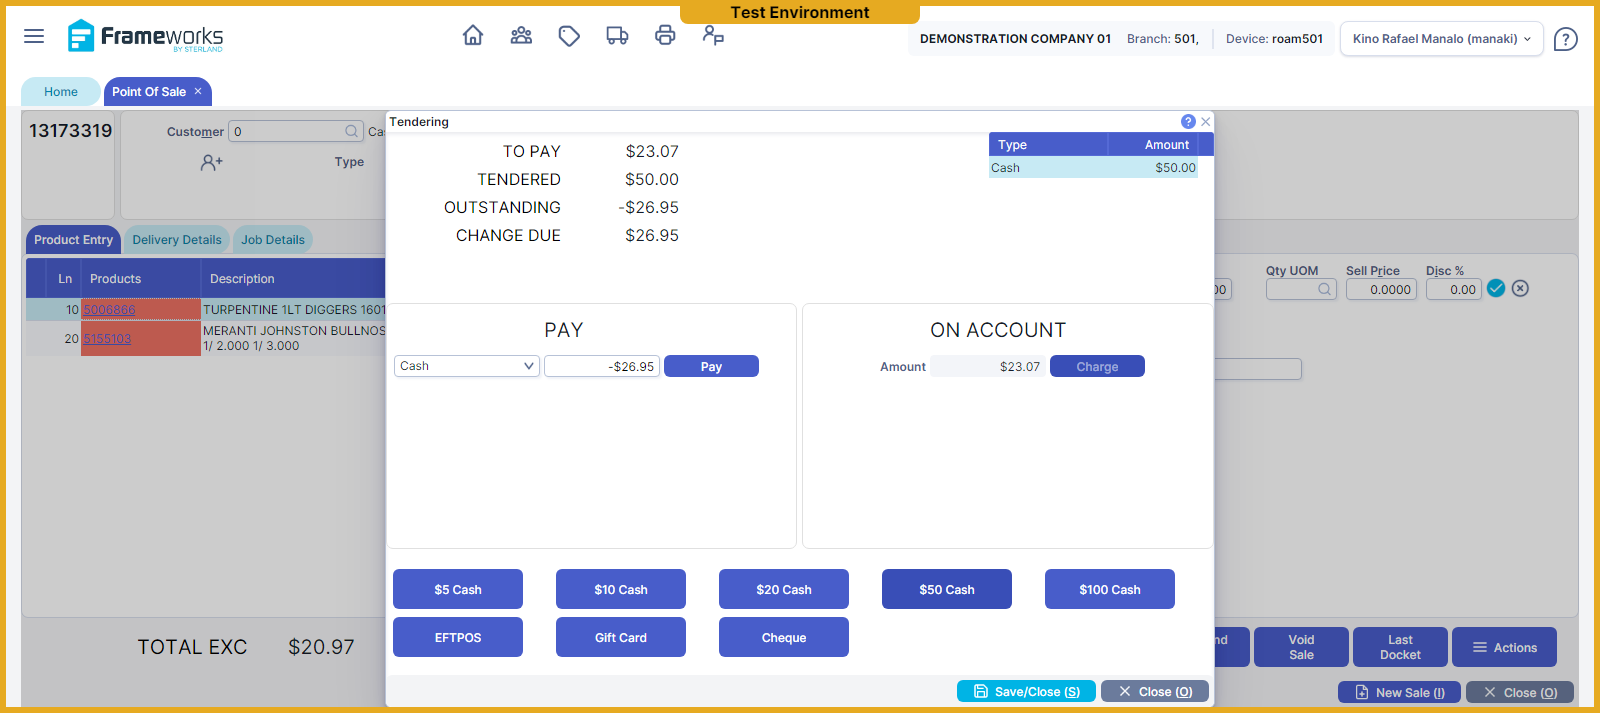 Test Environment
Frameworks
BY STERLAND
DEMONSTRATION COMPANY 01 Branch: 501, Device: roam501
Kino Rafael Manalo (manaki)
?
Home
Point Of Sale ×
13173319
Customer 0
Type
Tendering
?
TO PAY $23.07
TENDERED $50.00
OUTSTANDING -$26.95
CHANGE DUE $26.95
Type Amount
Cash $50.00
Product Entry Delivery Details Job Details
Ln Products Description
10 5006866 TURPENTINE 1LT DIGGERS 1601
20 5155103 MERANTI JOHNSTON BULLNOS
1/ 2.000 1/ 3.000
Qty UOM Sell Price Disc %
0.0000 0.00
PAY
Cash -$26.95 Pay
ON ACCOUNT
Amount $23.07 Charge
$5 Cash $10 Cash $20 Cash $50 Cash $100 Cash
EFTPOS Gift Card Cheque
Save/Close (S) Close (O)
TOTAL EXC $20.97
Void Sale
Last Docket
Actions
New Sale (I) Close (O)